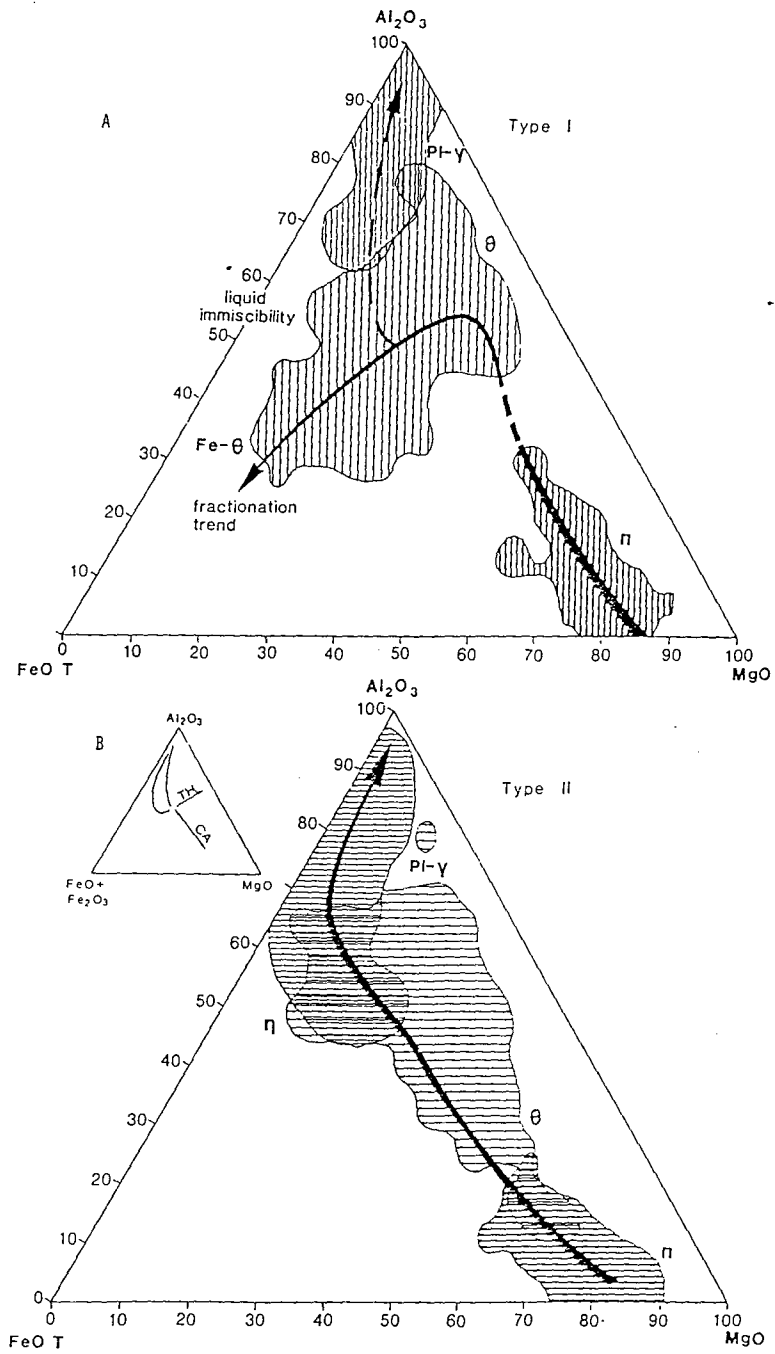 Al₂O₃
100
A
90
Type I
80
Pl-γ
70
θ
60
liquid
immiscibility
50
40
30
Fe-θ
fractionation
trend
20
п
10
0
0 10 20 30 40 50 60 70 80 90 100
FeO T
MgO
Al₂O₃
100
B
Al₂O₃
90
Type II
TH
80
CA
Pl-γ
FeO+
Fe₂O₃
MgO
60
50
η
40
30
θ
20
10
п
0
0 10 20 30 40 50 60 70 80 90 100
FeO T
MgO